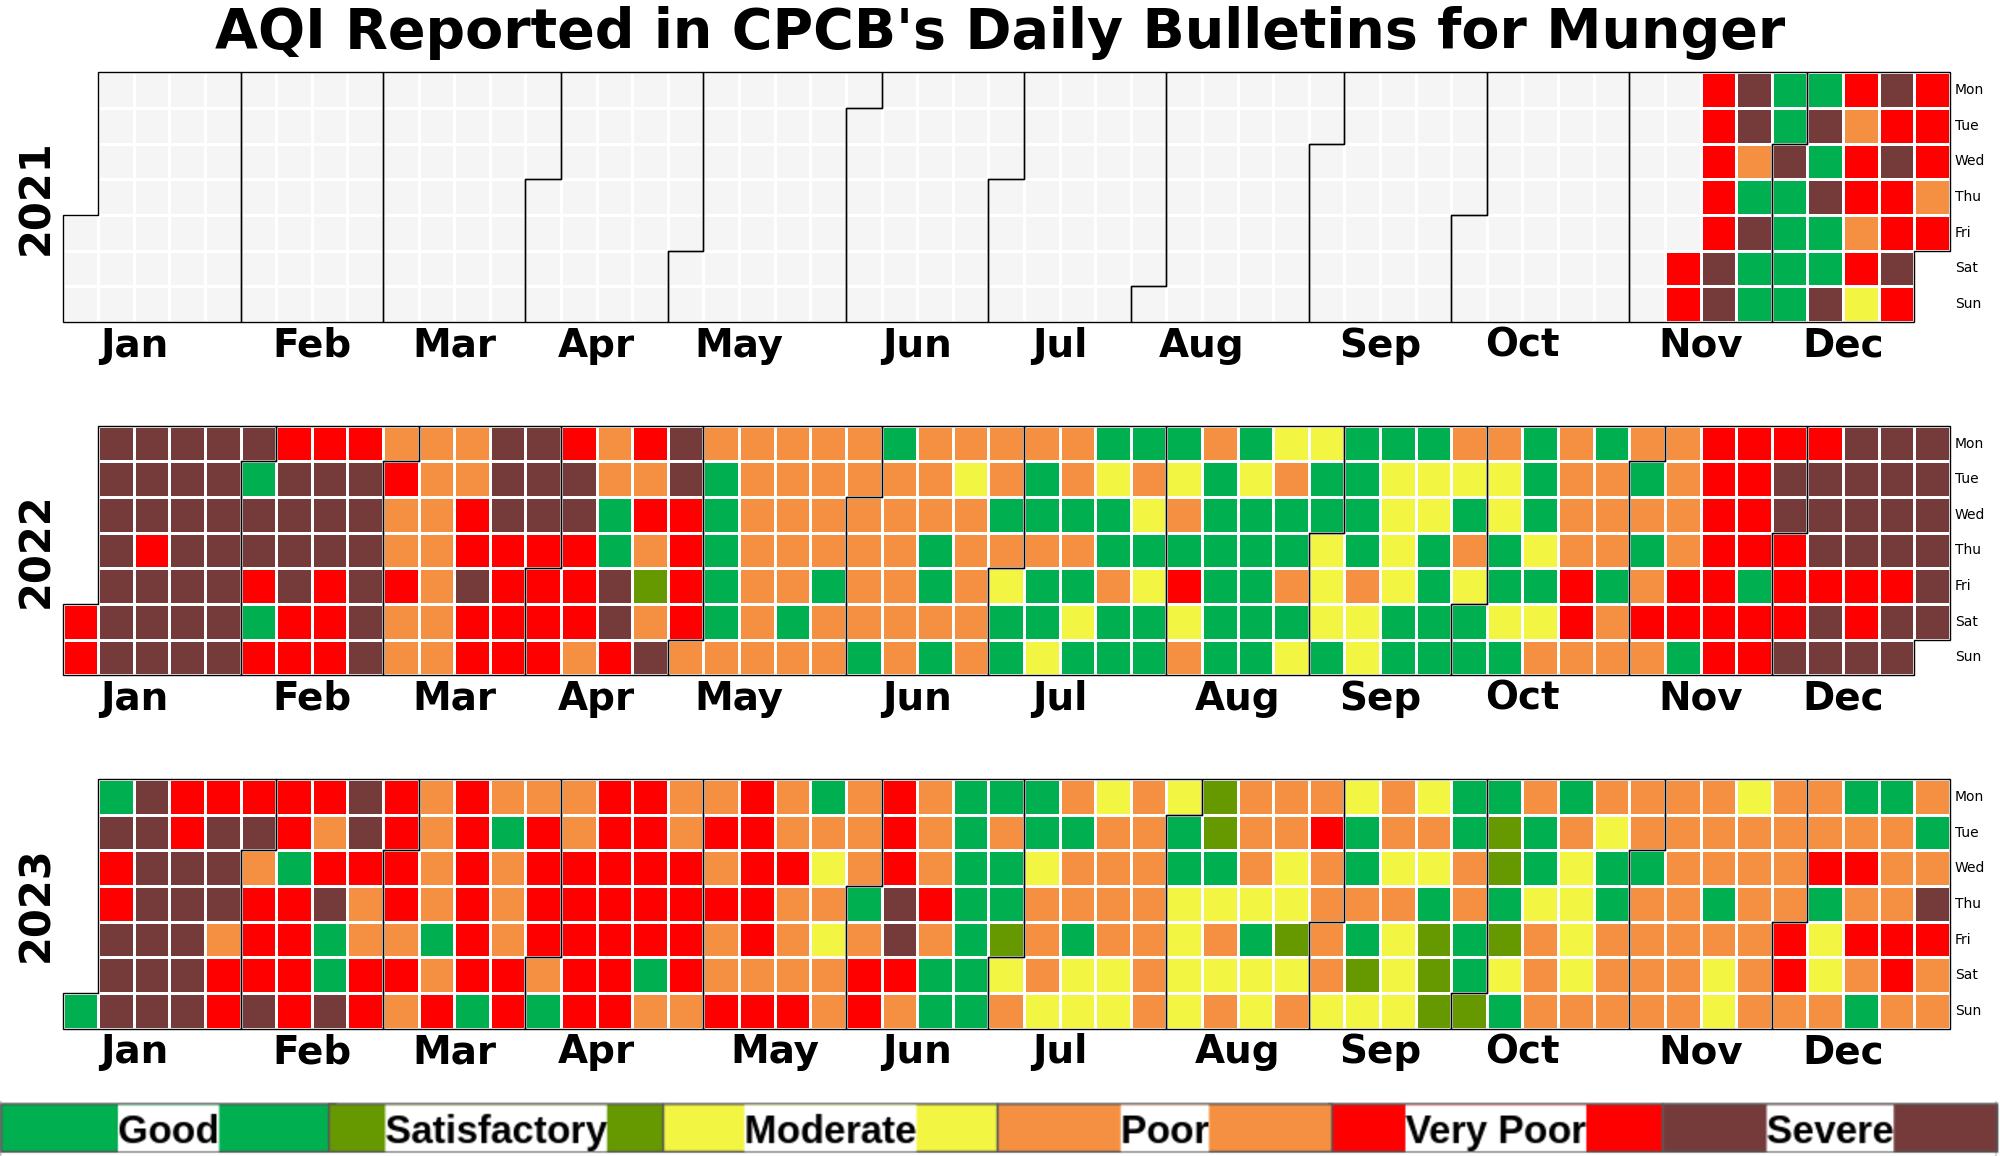 AQI Reported in CPCB's Daily Bulletins for Munger
2021
Mon
Tue
Wed
Thu
Fri
Sat
Sun
Jan Feb Mar Apr May Jun Jul Aug Sep Oct Nov Dec
2022
Mon
Tue
Wed
Thu
Fri
Sat
Sun
Jan Feb Mar Apr May Jun Jul Aug Sep Oct Nov Dec
2023
Mon
Tue
Wed
Thu
Fri
Sat
Sun
Jan Feb Mar Apr May Jun Jul Aug Sep Oct Nov Dec
Good Satisfactory Moderate Poor Very Poor Severe